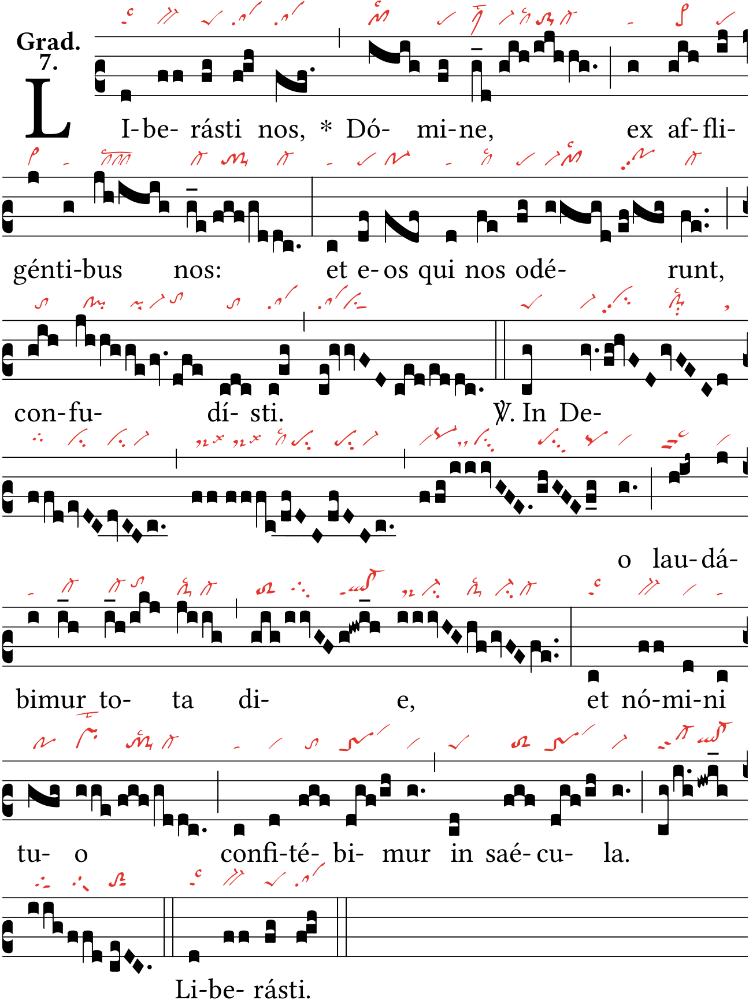 Grad.
7.
LI-be-rásti nos, * Dó-mi-ne, ex af-fli-
génti-bus nos: et e-os qui nos odé-runt,
con-fu-dí-sti. ℣. In De-
o lau-dá-
bimur to-ta di-e, et nó-mi-ni
tu-o confi-té-bi-mur in saé-cu-la.
Li-be-rásti.